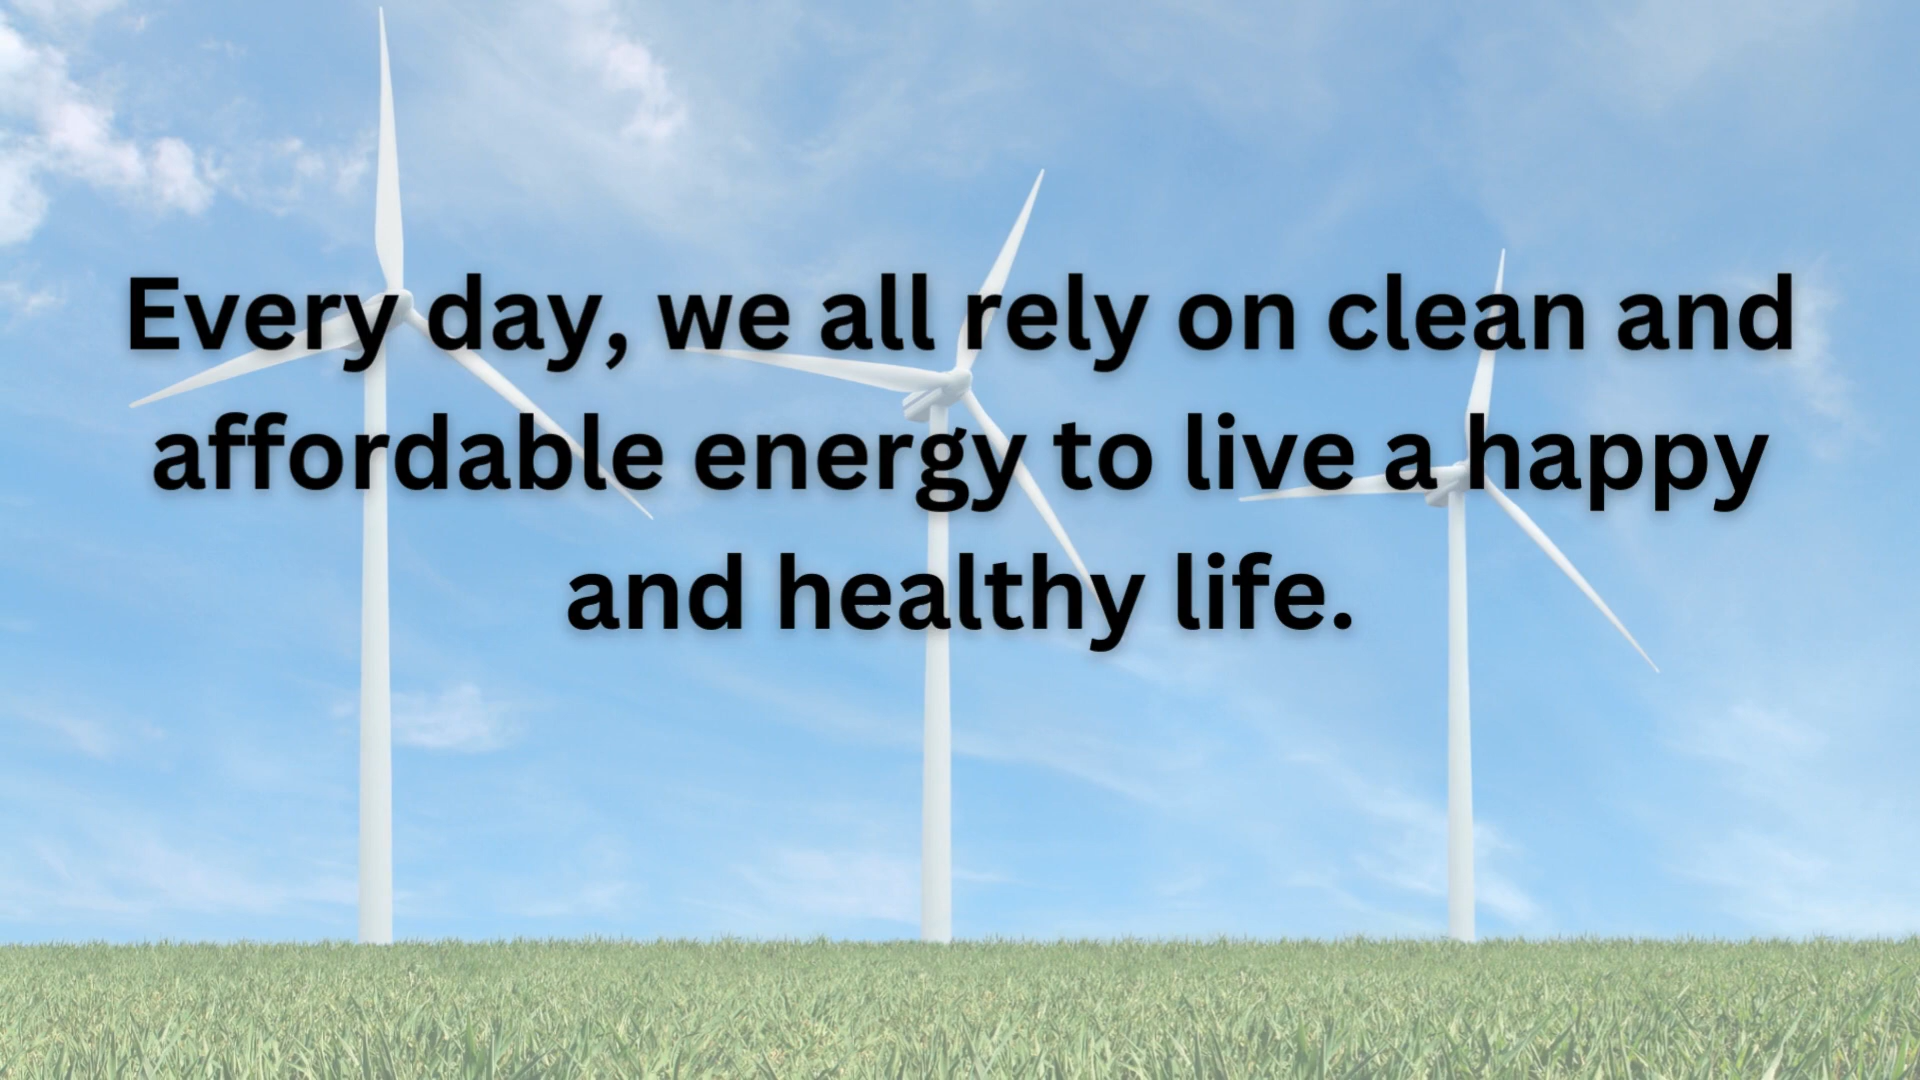 Every day, we all rely on clean and
affordable energy to live a happy
and healthy life.